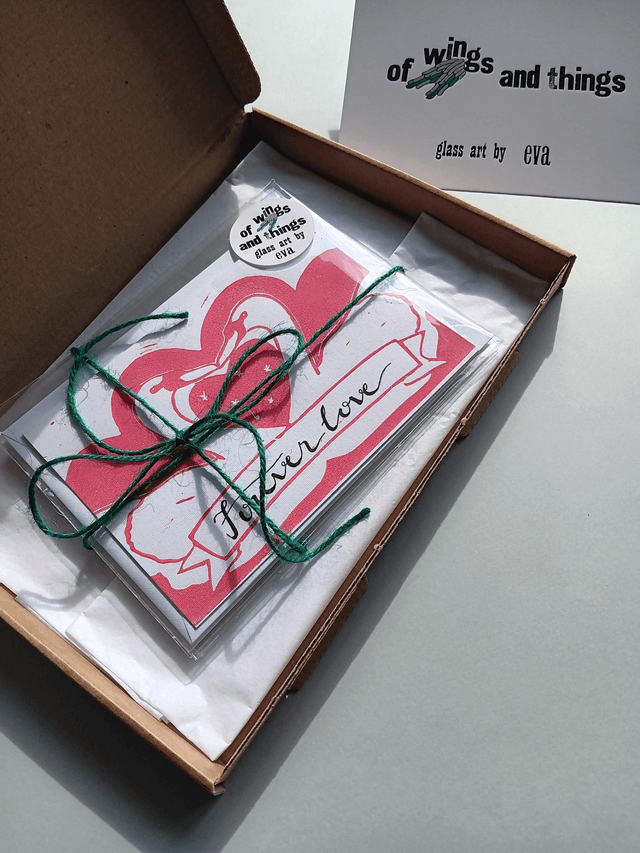 of wings and things
glass art by eva
of wings
and things
glass art by
eva
Forever love